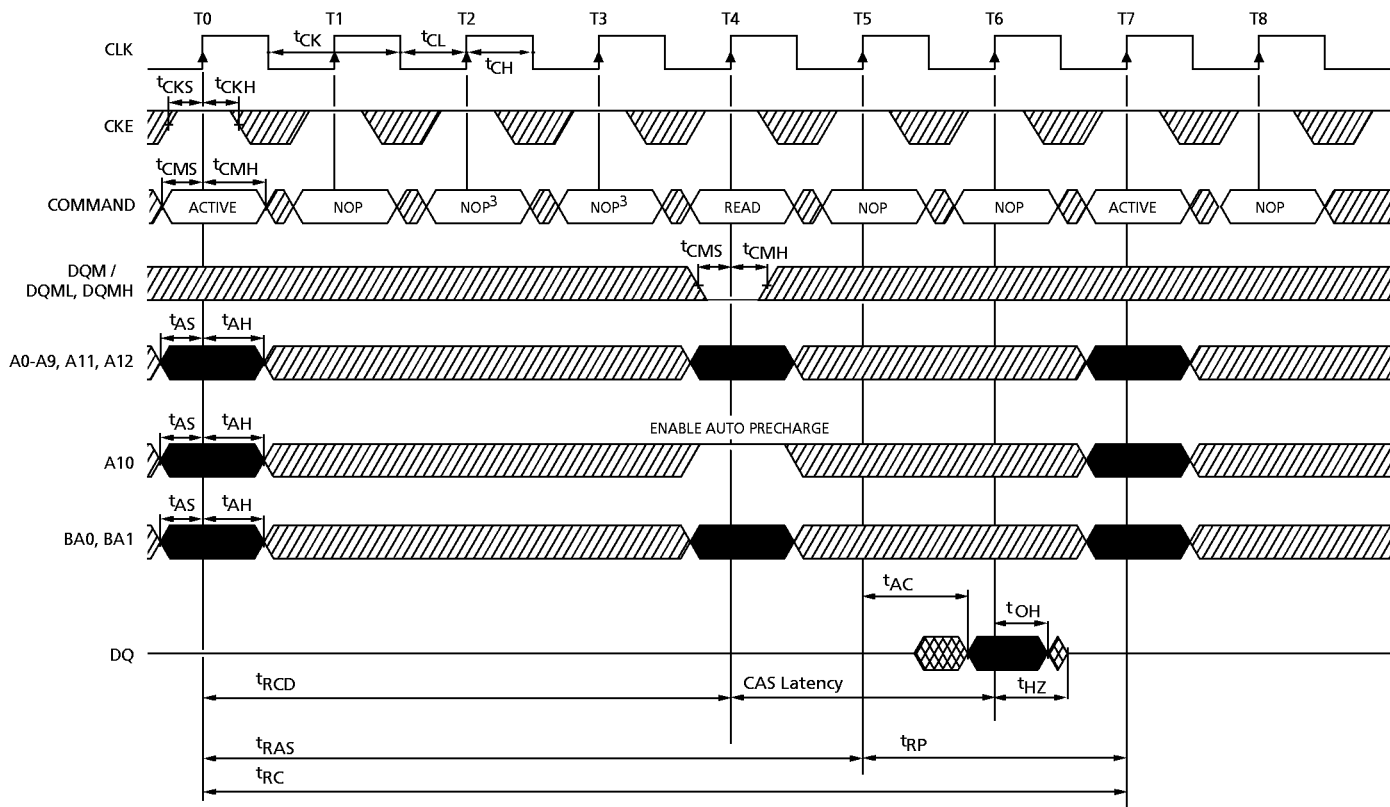 T0 T1 T2 T3 T4 T5 T6 T7 T8
CLK
tCK tCL
tCH
tCKS tCKH
CKE
tCMS tCMH
COMMAND ACTIVE NOP NOP3 NOP3 READ NOP NOP ACTIVE NOP
tCMS tCMH
DQM /
DQML, DQMH
tAS tAH
A0-A9, A11, A12
tAS tAH
ENABLE AUTO PRECHARGE
A10
tAS tAH
BA0, BA1
tAC
tOH
DQ
tRCD CAS Latency tHZ
tRAS tRP
tRC